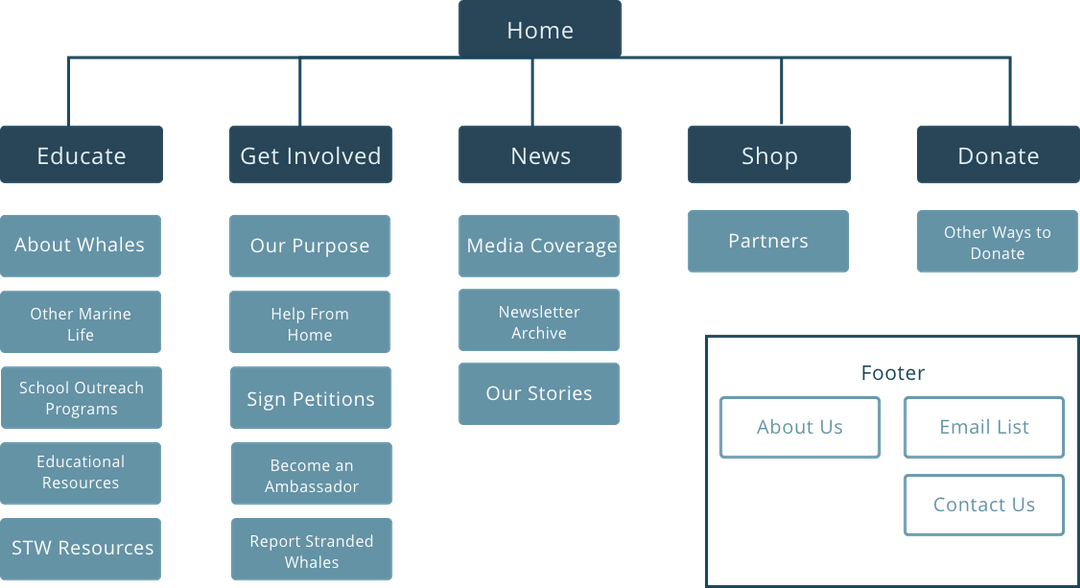 Home
Educate
Get Involved
News
Shop
Donate
About Whales
Other Marine
Life
School Outreach
Programs
Educational
Resources
STW Resources
Our Purpose
Help From
Home
Sign Petitions
Become an
Ambassador
Report Stranded
Whales
Media Coverage
Newsletter
Archive
Our Stories
Partners
Other Ways to
Donate
Footer
About Us
Email List
Contact Us